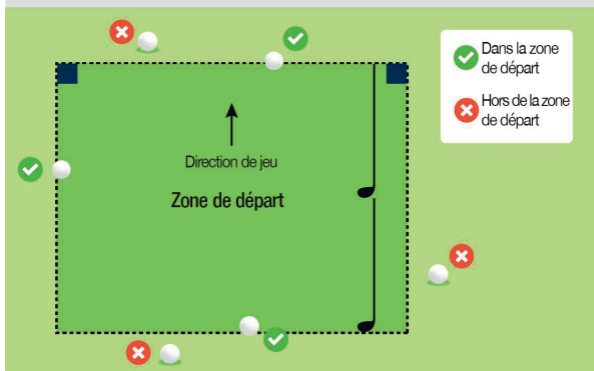 Dans la zone
de départ
Hors de la zone
de départ
Direction de jeu
Zone de départ